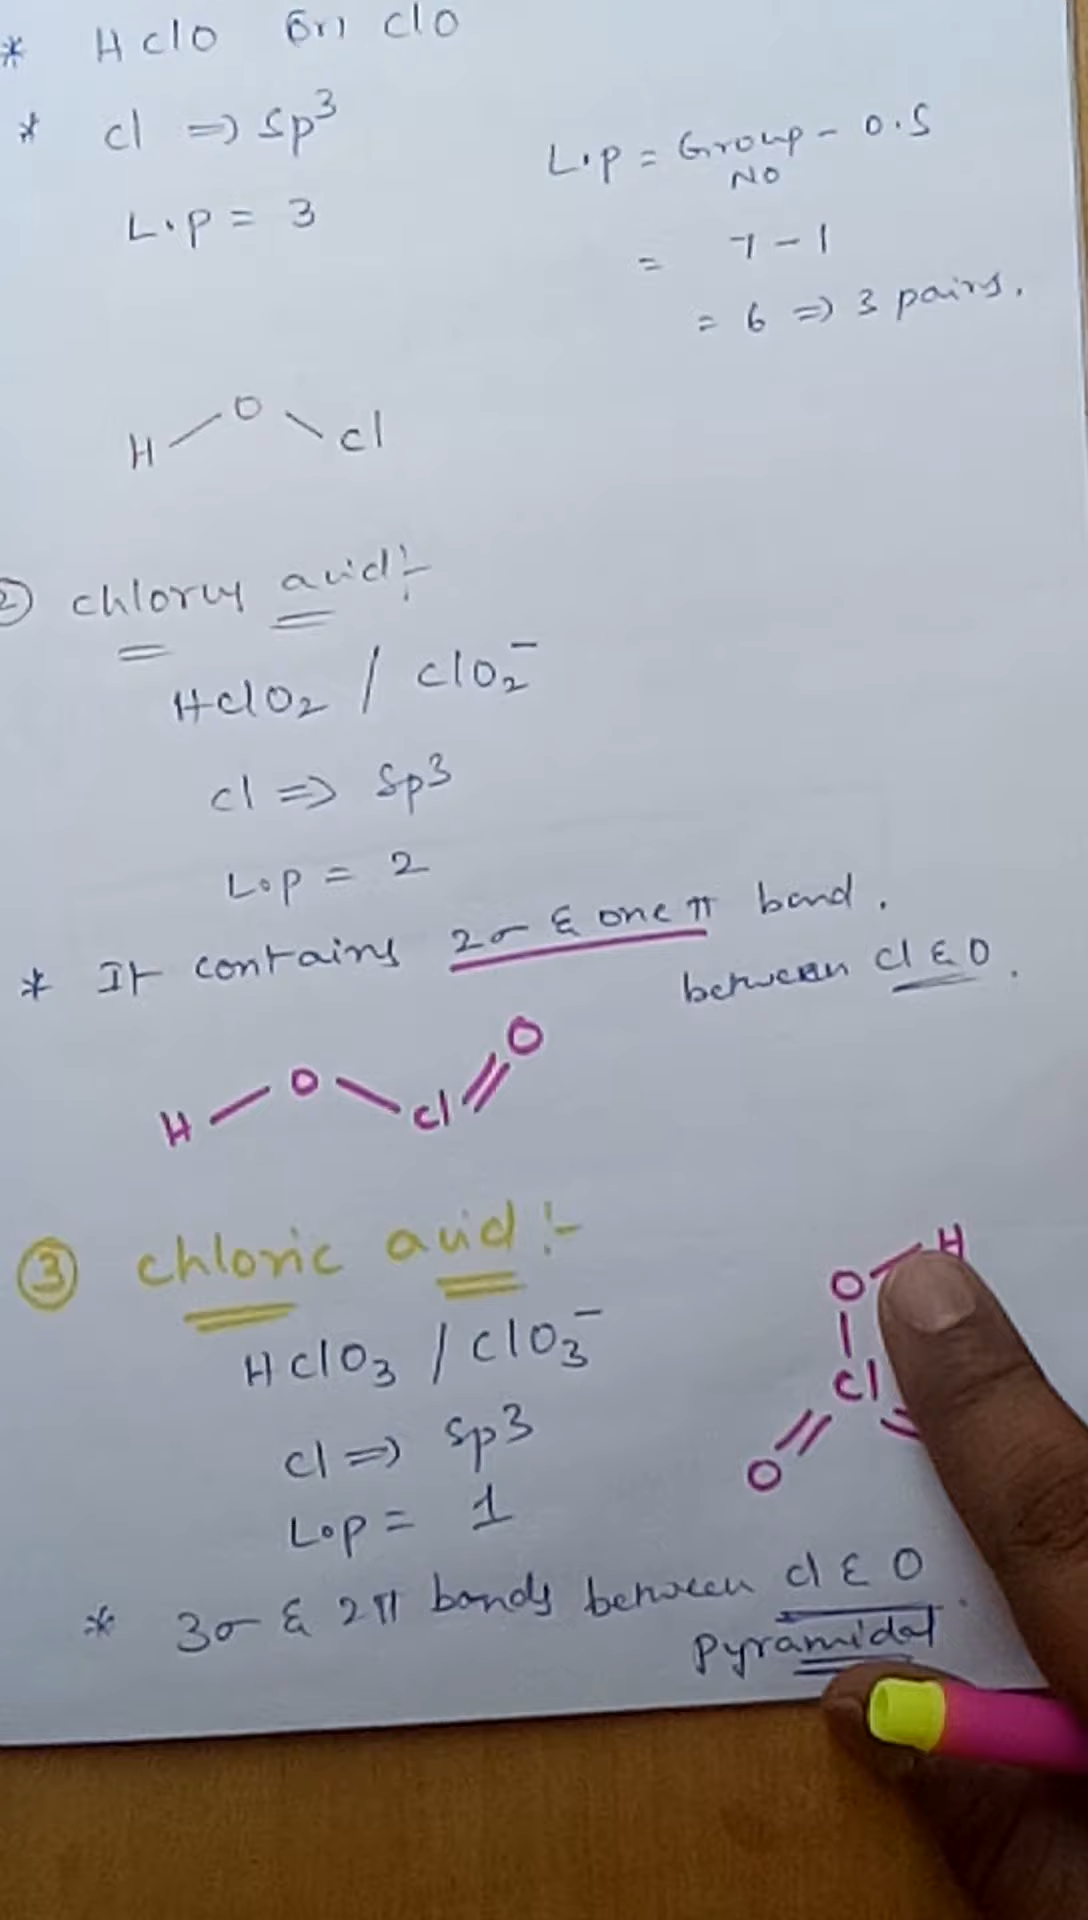 * HClO (or) ClO
* Cl => Sp³
L.P = 3
L.P = Group No - O.S
= 7 - 1
= 6 => 3 pairs.
H - O - Cl
2 chlorus acid :-
HClO₂ / ClO₂⁻
Cl => Sp3
L.P = 2
* It contains 2σ & one π bond.
between Cl & O.
H - O - Cl = O
3 chloric acid :-
HClO₃ / ClO₃⁻
Cl => Sp3
L.P = 1
O - H
Cl
O
* 3σ & 2π bonds between Cl & O.
Pyramidal